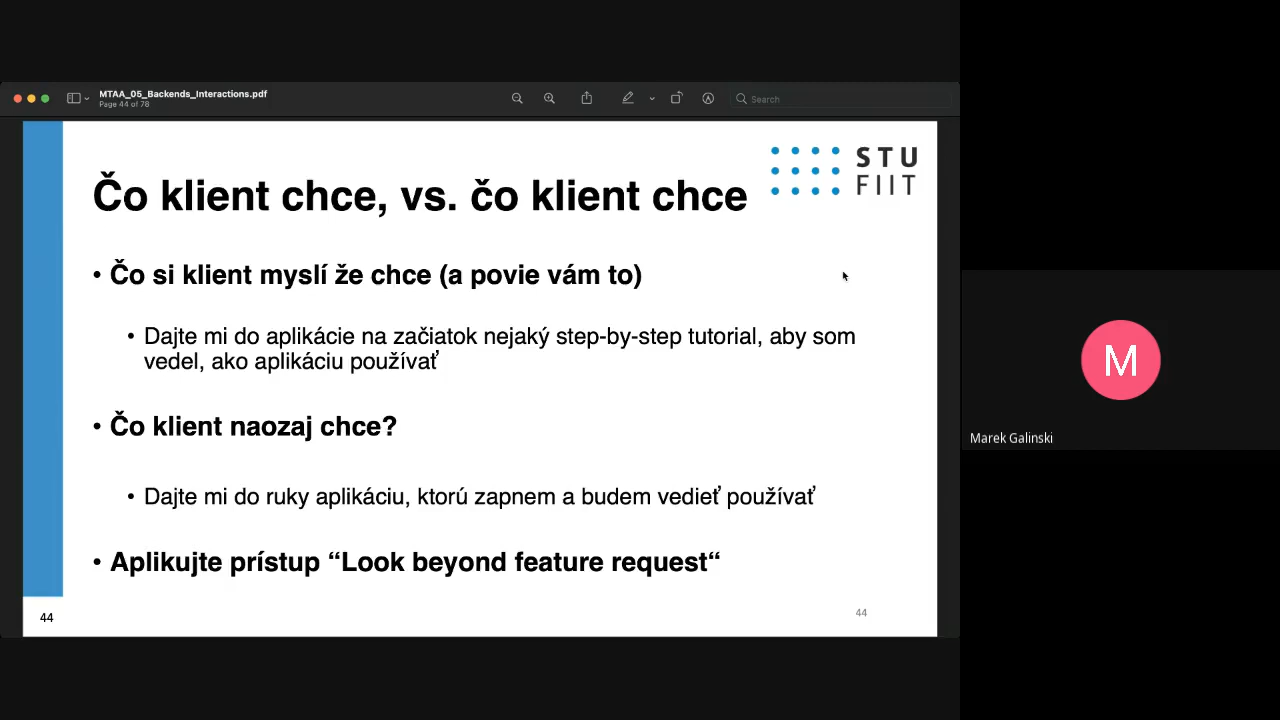 MTAA_05_Backends_Interactions.pdf
Page 44 of 78
Search
STU
FIIT
Čo klient chce, vs. čo klient chce
• Čo si klient myslí že chce (a povie vám to)
• Dajte mi do aplikácie na začiatok nejaký step-by-step tutorial, aby som
vedel, ako aplikáciu používať
• Čo klient naozaj chce?
• Dajte mi do ruky aplikáciu, ktorú zapnem a budem vedieť používať
• Aplikujte prístup “Look beyond feature request“
44
44
M
Marek Galinski